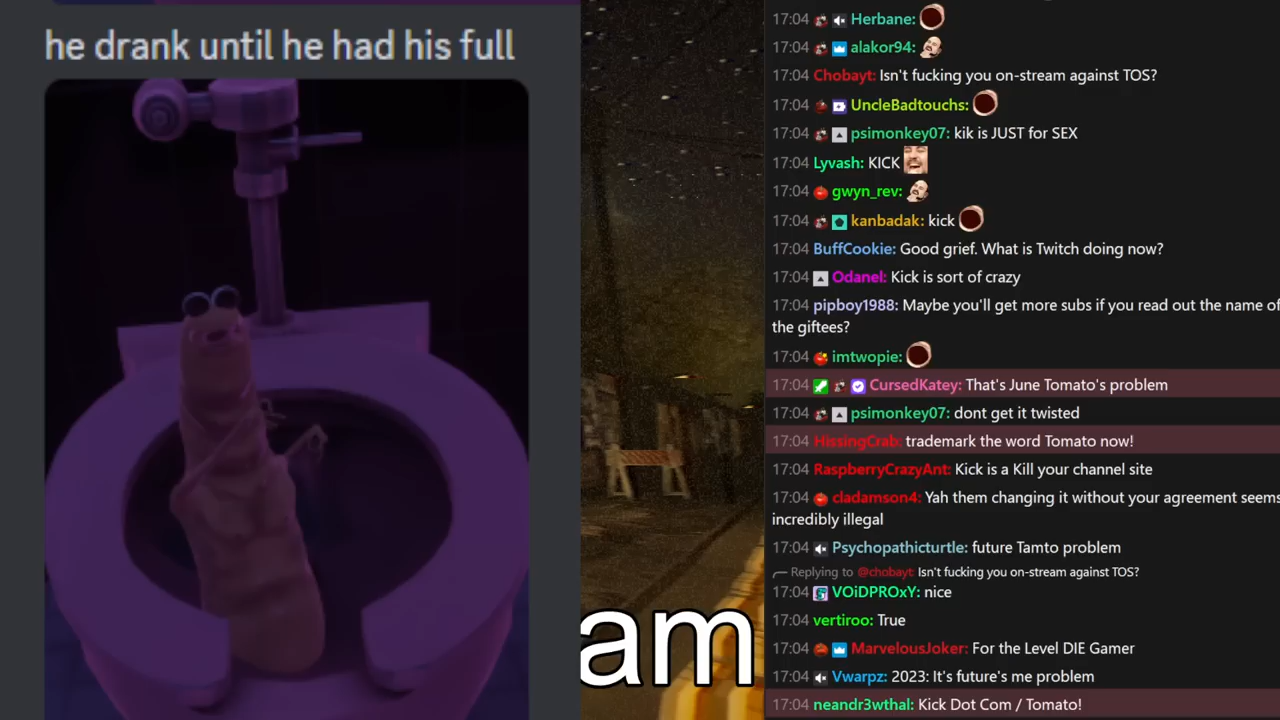 he drank until he had his full
am
17:04 Herbane:
17:04 alakor94:
Chobayt: Isn't fucking you on-stream against TOS?
17:04 UncleBadtouchs:
17:04 psimonkey07: kik is JUST for SEX
17:04 Lyvash: KICK
17:04 gwyn_rev:
17:04 kanbadak: kick
17:04 BuffCookie: Good grief. What is Twitch doing now?
17:04 Odanel: Kick is sort of crazy
17:04 pipboy1988: Maybe you'll get more subs if you read out the name of
the giftees?
17:04 imtwopie:
17:04 CursedKatey: That's June Tomato's problem
17:04 psimonkey07: dont get it twisted
17:04 HissingCrab: trademark the word Tomato now!
17:04 RaspberryCrazyAnt: Kick is a Kill your channel site
17:04 cladamson4: Yah them changing it without your agreement seems
incredibly illegal
17:04 Psychopathicturtle: future Tamto problem
Replying to @chobayt: Isn't fucking you on-stream against TOS?
17:04 VOiDPROxY: nice
17:04 vertiroo: True
17:04 MarvelousJoker: For the Level DIE Gamer
17:04 Vwarpz: 2023: It's future's me problem
17:04 neandr3wthal: Kick Dot Com / Tomato!